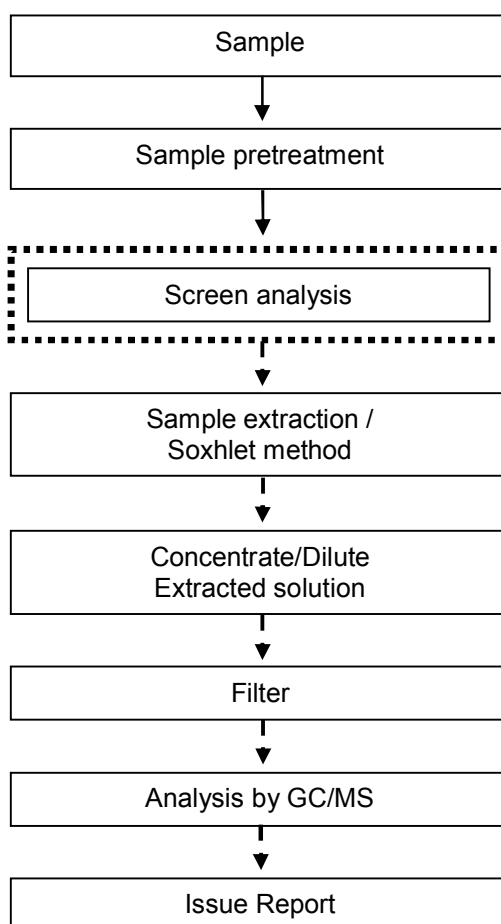 Sample
Sample pretreatment
Screen analysis
Sample extraction /
Soxhlet method
Concentrate/Dilute
Extracted solution
Filter
Analysis by GC/MS
Issue Report